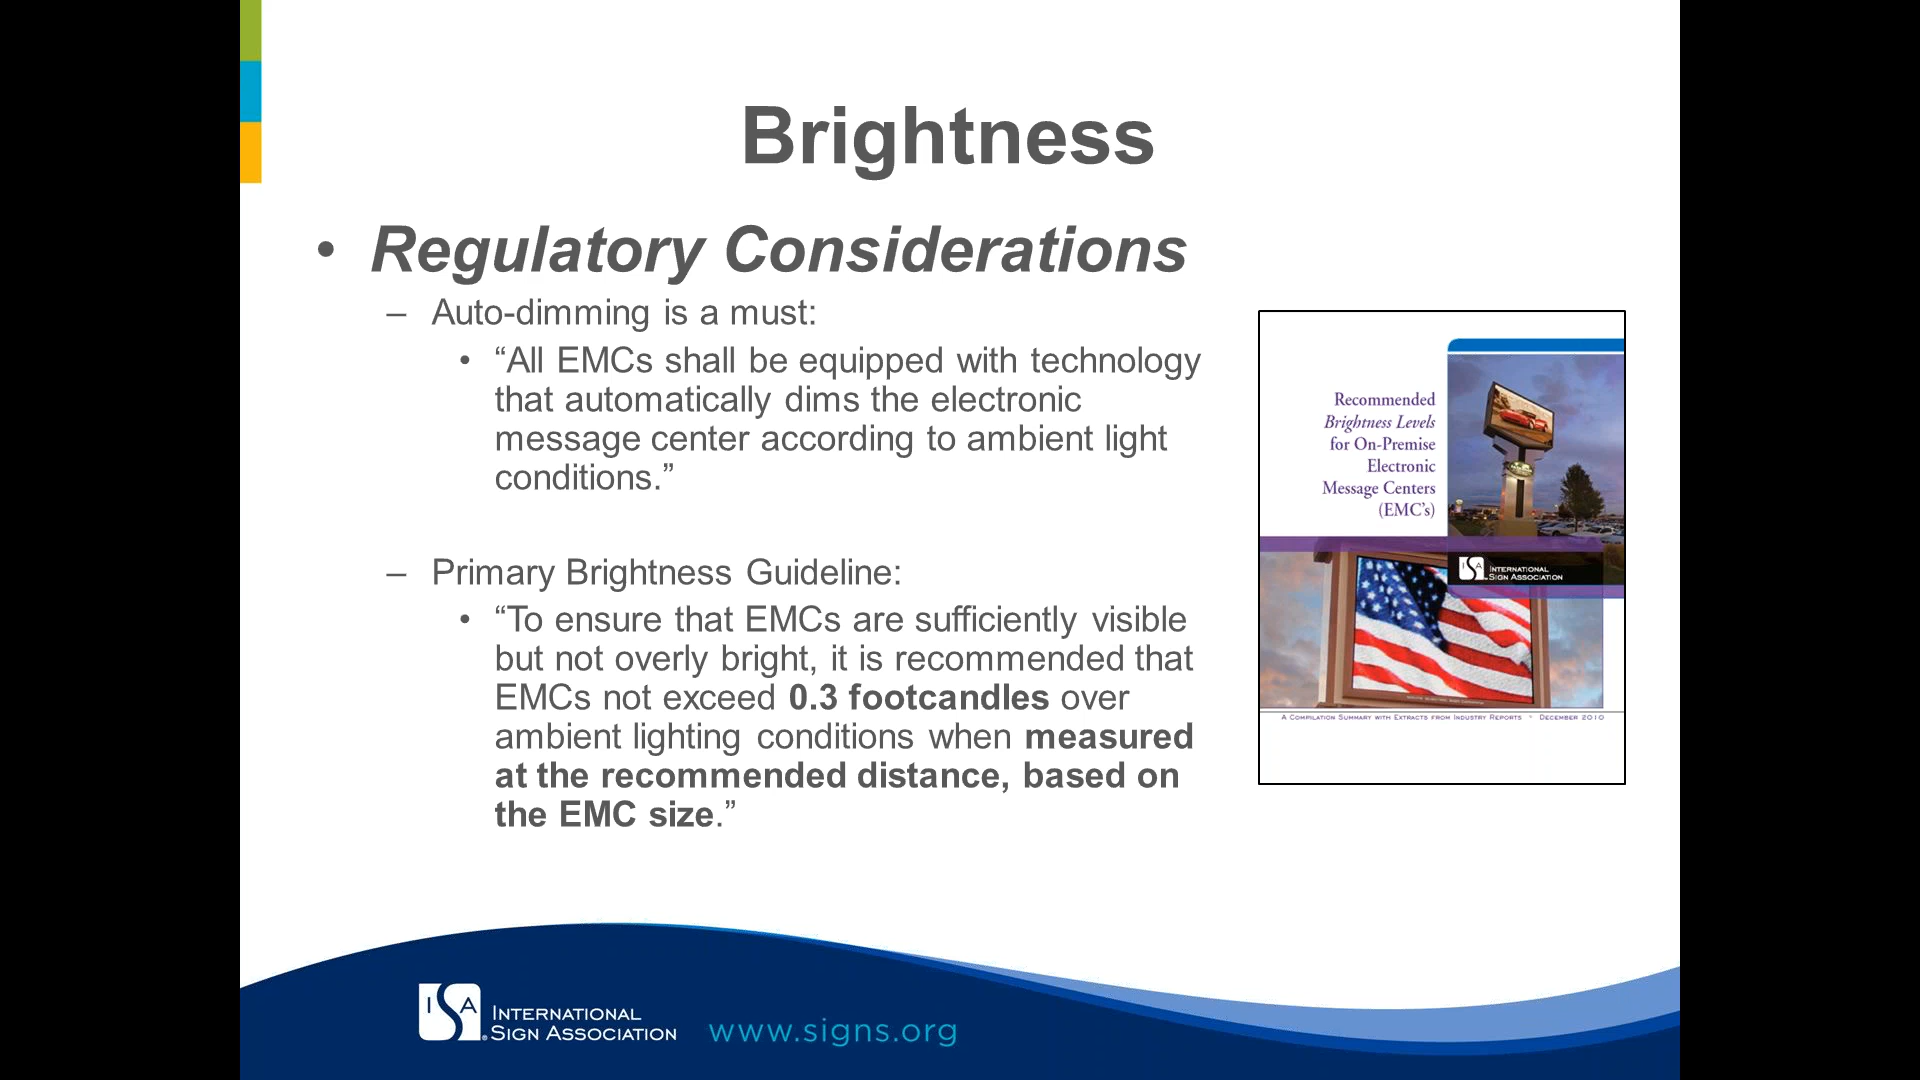 Brightness
• Regulatory Considerations
– Auto-dimming is a must:
• “All EMCs shall be equipped with technology
that automatically dims the electronic
message center according to ambient light
conditions.”
– Primary Brightness Guideline:
• “To ensure that EMCs are sufficiently visible
but not overly bright, it is recommended that
EMCs not exceed 0.3 footcandles over
ambient lighting conditions when measured
at the recommended distance, based on
the EMC size.”
Recommended
Brightness Levels
for On-Premise
Electronic
Message Centers
(EMC's)
ISA INTERNATIONAL
SIGN ASSOCIATION
A COMPILATION SUMMARY WITH EXTRACTS FROM INDUSTRY REPORTS • DECEMBER 2010
ISA® INTERNATIONAL
SIGN ASSOCIATION
www.signs.org